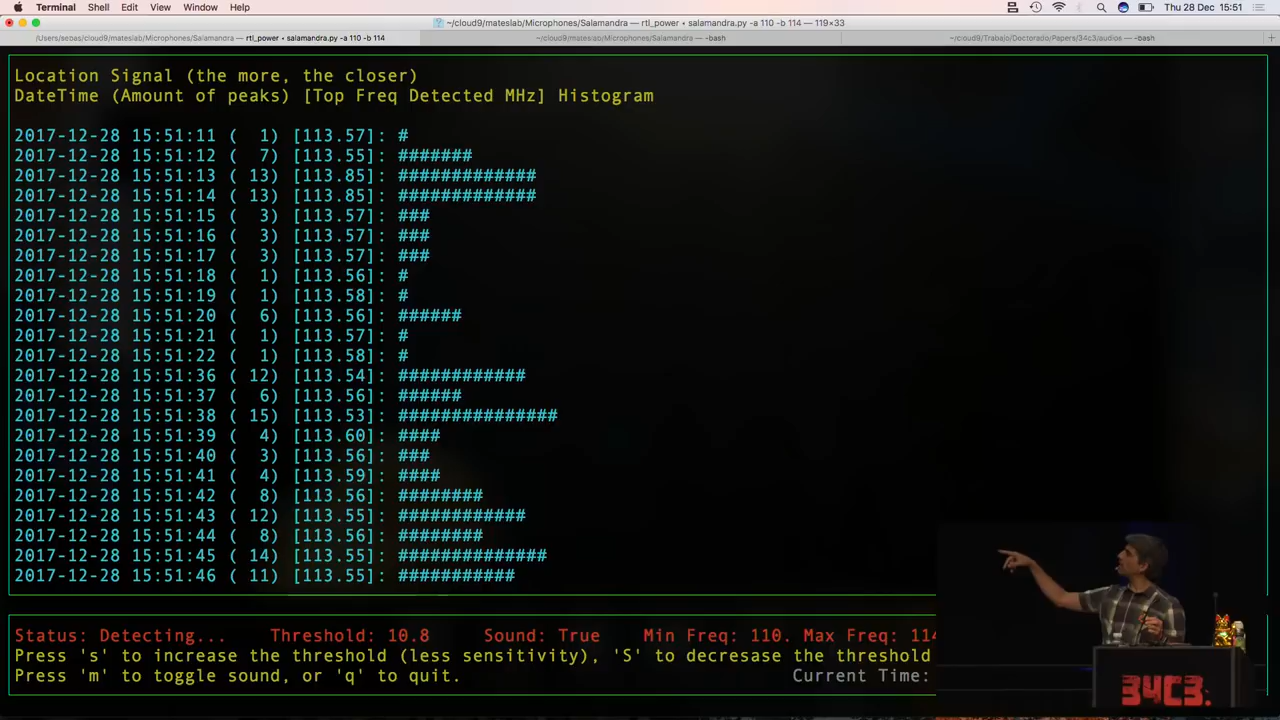 Terminal Shell Edit View Window Help
Thu 28 Dec 15:51
~/cloud9/mateslab/Microphones/Salamandra — rtl_power • salamandra.py -a 110 -b 114 — 119×33
/Users/sebas/cloud9/mateslab/Microphones/Salamandra — rtl_power • salamandra.py -a 110 -b 114
~/cloud9/mateslab/Microphones/Salamandra — -bash
~/cloud9/Trabajo/Doctorado/Papers/34c3/audios — -bash
Location Signal (the more, the closer)
DateTime (Amount of peaks) [Top Freq Detected MHz] Histogram
2017-12-28 15:51:11 (  1) [113.57]: #
2017-12-28 15:51:12 (  7) [113.55]: #######
2017-12-28 15:51:13 ( 13) [113.85]: #############
2017-12-28 15:51:14 ( 13) [113.85]: #############
2017-12-28 15:51:15 (  3) [113.57]: ###
2017-12-28 15:51:16 (  3) [113.57]: ###
2017-12-28 15:51:17 (  3) [113.57]: ###
2017-12-28 15:51:18 (  1) [113.56]: #
2017-12-28 15:51:19 (  1) [113.58]: #
2017-12-28 15:51:20 (  6) [113.56]: ######
2017-12-28 15:51:21 (  1) [113.57]: #
2017-12-28 15:51:22 (  1) [113.58]: #
2017-12-28 15:51:36 ( 12) [113.54]: ############
2017-12-28 15:51:37 (  6) [113.56]: ######
2017-12-28 15:51:38 ( 15) [113.53]: ###############
2017-12-28 15:51:39 (  4) [113.60]: ####
2017-12-28 15:51:40 (  3) [113.56]: ###
2017-12-28 15:51:41 (  4) [113.59]: ####
2017-12-28 15:51:42 (  8) [113.56]: ########
2017-12-28 15:51:43 ( 12) [113.55]: ############
2017-12-28 15:51:44 (  8) [113.56]: ########
2017-12-28 15:51:45 ( 14) [113.55]: ##############
2017-12-28 15:51:46 ( 11) [113.55]: ###########
Status: Detecting... Threshold: 10.8 Sound: True Min Freq: 110. Max Freq: 114
Press 's' to increase the threshold (less sensitivity), 'S' to decresase the threshold
Press 'm' to toggle sound, or 'q' to quit. Current Time:
34C3.